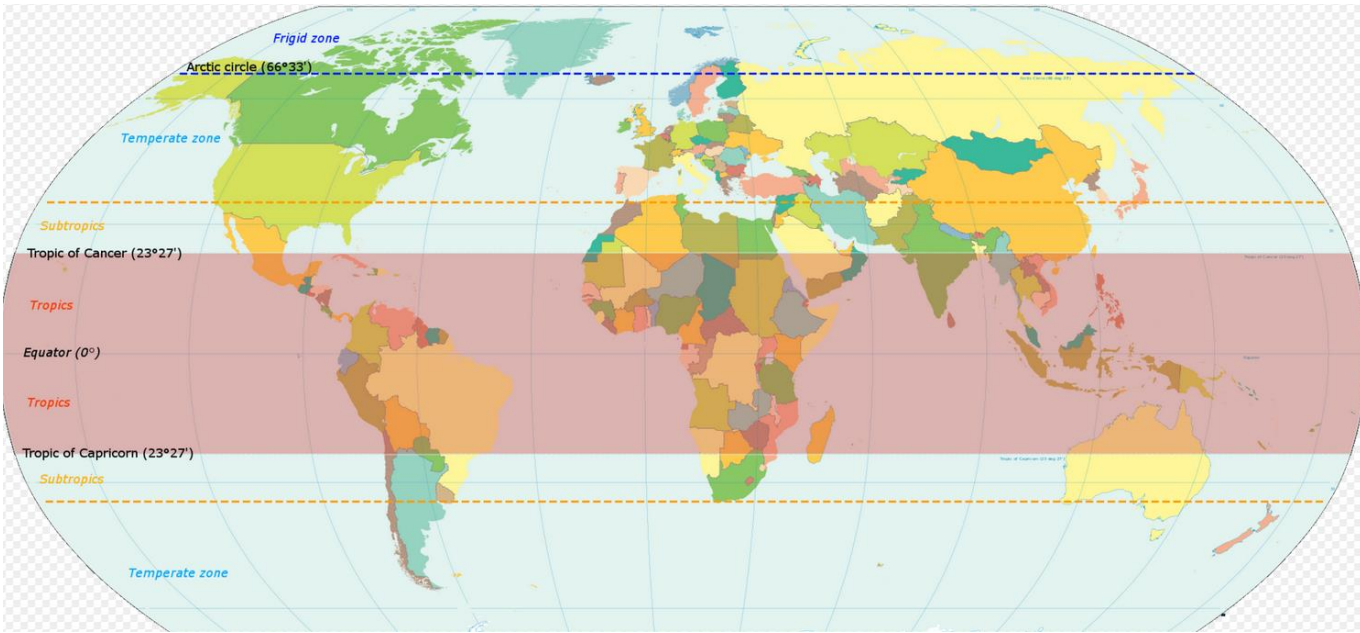 Frigid zone
Arctic circle (66°33')
Temperate zone
Subtropics
Tropic of Cancer (23°27')
Tropics
Equator (0°)
Tropics
Tropic of Capricorn (23°27')
Subtropics
Temperate zone